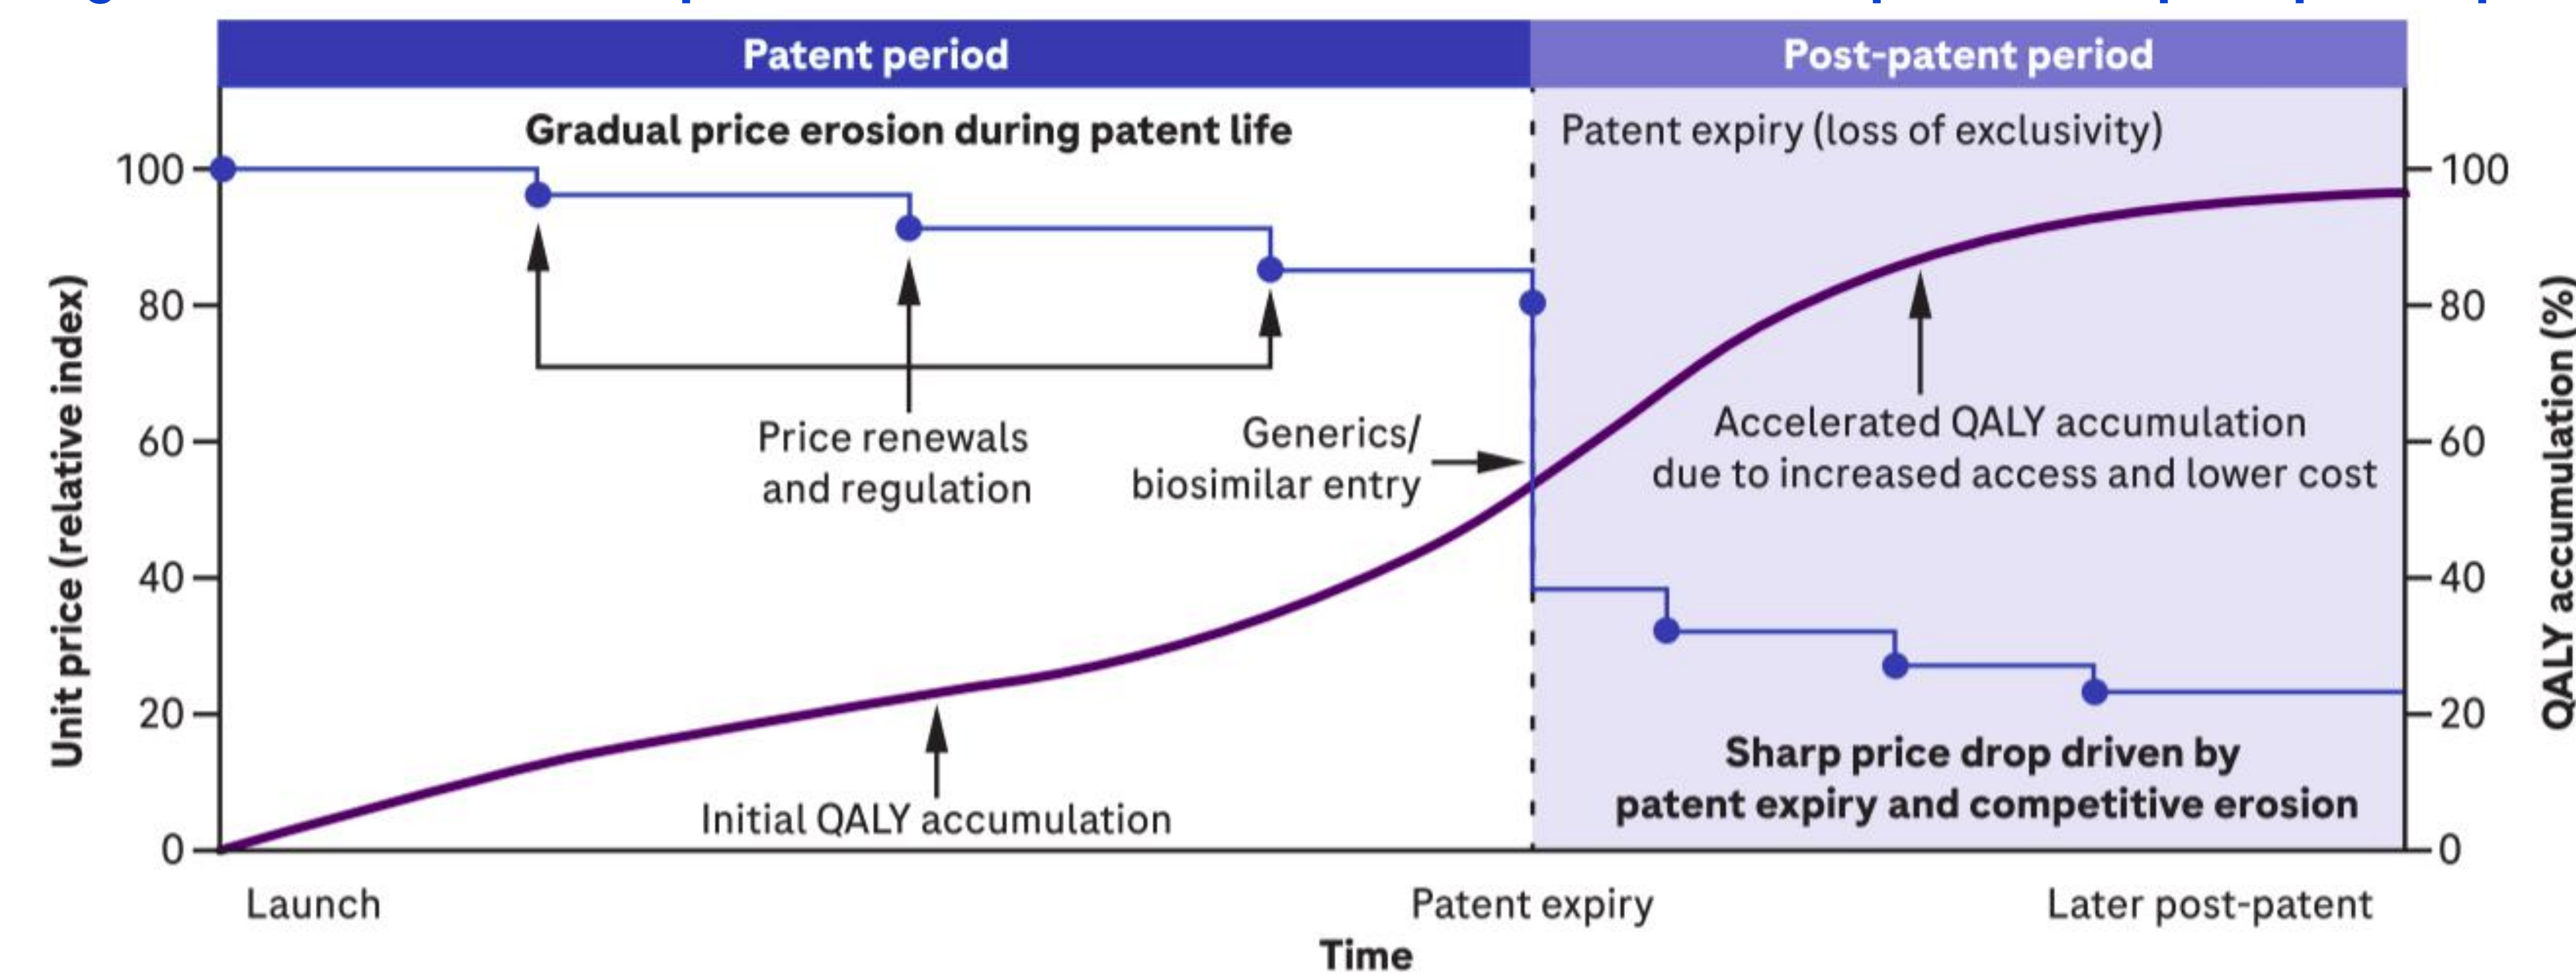 Patent period
Post-patent period
Gradual price erosion during patent life
Patent expiry (loss of exclusivity)
100
80
60
40
20
0
Unit price (relative index)
Price renewals
and regulation
Generics/
biosimilar entry
Initial QALY accumulation
Accelerated QALY accumulation
due to increased access and lower cost
Sharp price drop driven by
patent expiry and competitive erosion
100
80
60
40
20
0
QALY accumulation (%)
Launch
Patent expiry
Later post-patent
Time